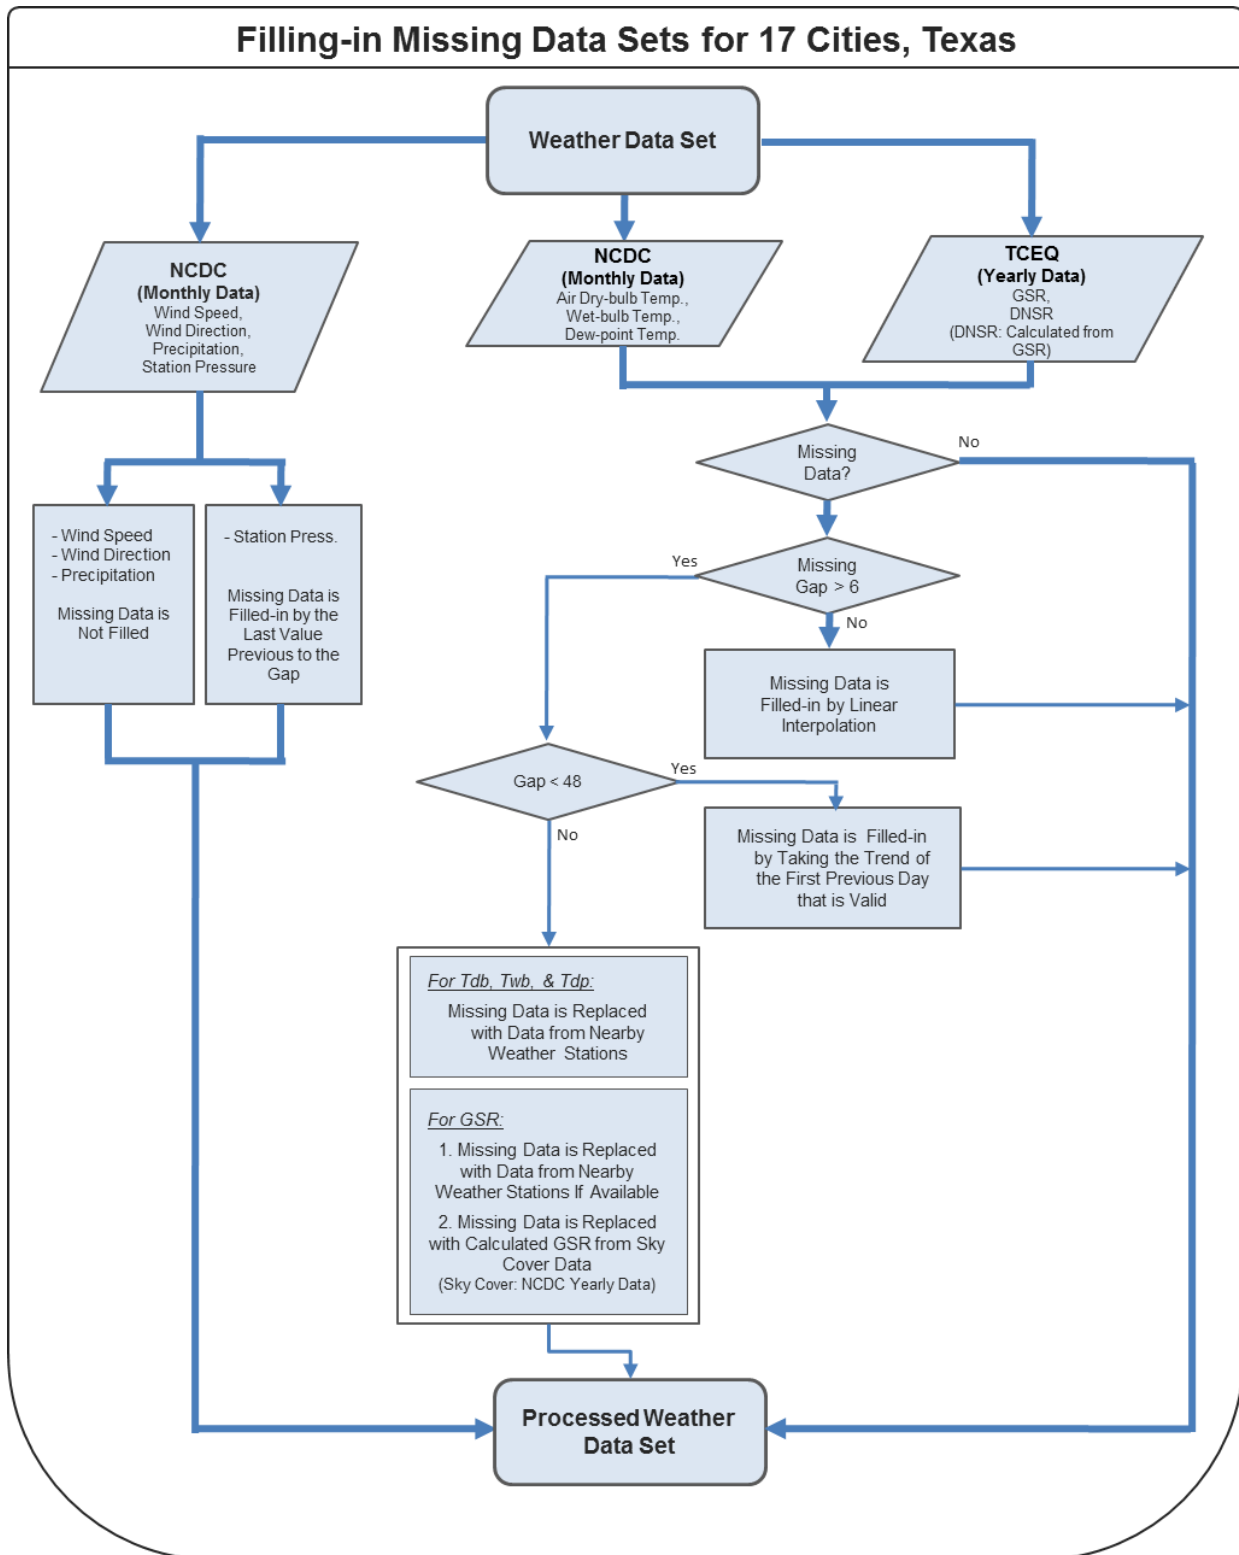 Filling-in Missing Data Sets for 17 Cities, Texas
Weather Data Set
NCDC
(Monthly Data)
Wind Speed,
Wind Direction,
Precipitation,
Station Pressure
NCDC
(Monthly Data)
Air Dry-bulb Temp.,
Wet-bulb Temp.,
Dew-point Temp.
TCEQ
(Yearly Data)
GSR,
DNSR
(DNSR: Calculated from
GSR)
Missing
Data?
No
- Wind Speed
- Wind Direction
- Precipitation
Missing Data is
Not Filled
- Station Press.
Missing Data is
Filled-in by the
Last Value
Previous to the
Gap
Yes
Missing
Gap > 6
No
Missing Data is
Filled-in by Linear
Interpolation
Gap < 48
Yes
No
Missing Data is Filled-in
by Taking the Trend of
the First Previous Day
that is Valid
For Tdb, Twb, & Tdp:
Missing Data is Replaced
with Data from Nearby
Weather Stations
For GSR:
1. Missing Data is Replaced
with Data from Nearby
Weather Stations If Available
2. Missing Data is Replaced
with Calculated GSR from Sky
Cover Data
(Sky Cover: NCDC Yearly Data)
Processed Weather
Data Set